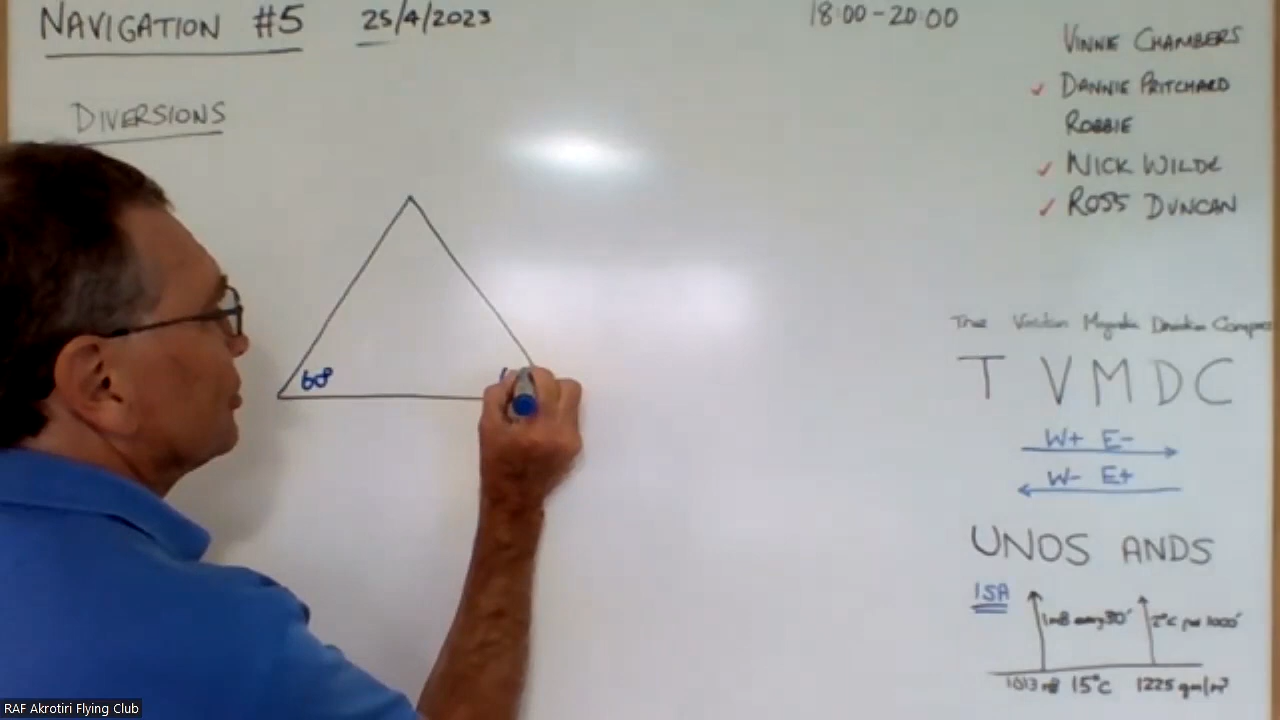 NAVIGATION #5
25/4/2023
18:00-20:00
VINNIE CHAMBERS
✓ DANNIE PRITCHARD
ROBBIE
✓ NICK WILDE
✓ ROSS DUNCAN
DIVERSIONS
60°
True Variation Magnetic Deviation Compass
T V M D C
W+ E-
W- E+
UNOS ANDS
ISA
1mB every 30' 2°C per 1000'
1013 mB 15°C 1225 gm/m³
RAF Akrotiri Flying Club